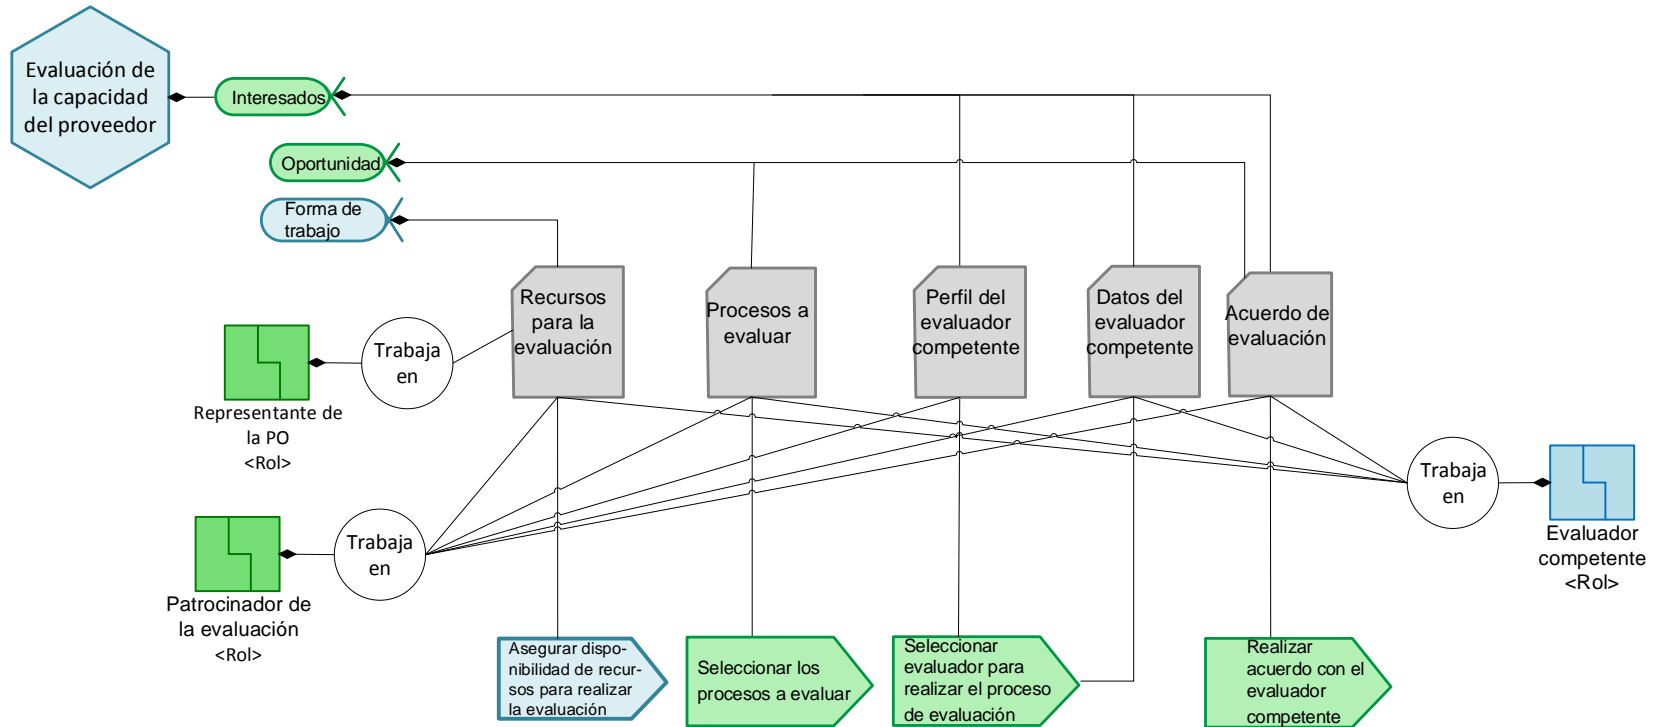 Evaluación de
la capacidad
del proveedor
Interesados
Oportunidad
Forma de
trabajo
Recursos
para la
evaluación
Procesos a
evaluar
Perfil del
evaluador
competente
Datos del
evaluador
competente
Acuerdo de
evaluación
Trabaja
en
Representante de
la PO
<Rol>
Trabaja
en
Evaluador
competente
<Rol>
Trabaja
en
Patrocinador de
la evaluación
<Rol>
Asegurar dispo-
nibilidad de recur-
sos para realizar
la evaluación
Seleccionar los
procesos a evaluar
Seleccionar
evaluador para
realizar el proceso
de evaluación
Realizar
acuerdo con el
evaluador
competente